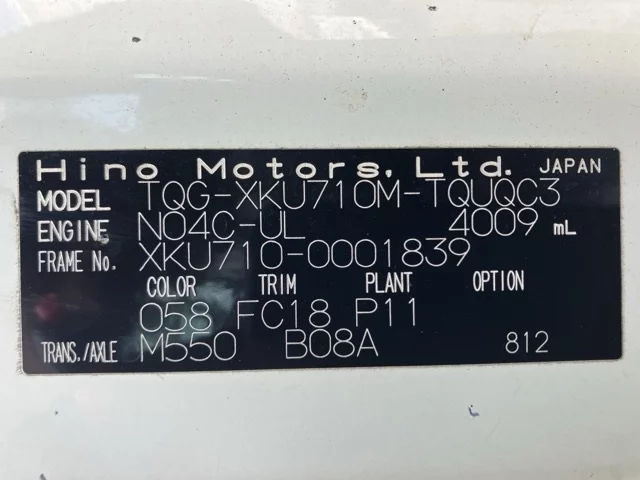 Hino Motors, Ltd. JAPAN
MODEL TQG-XKU710M-TQUQC3
ENGINE N04C-UL 4009 mL
FRAME No. XKU710-0001839
COLOR TRIM PLANT OPTION
058 FC18 P11
TRANS./AXLE M550 B08A 812